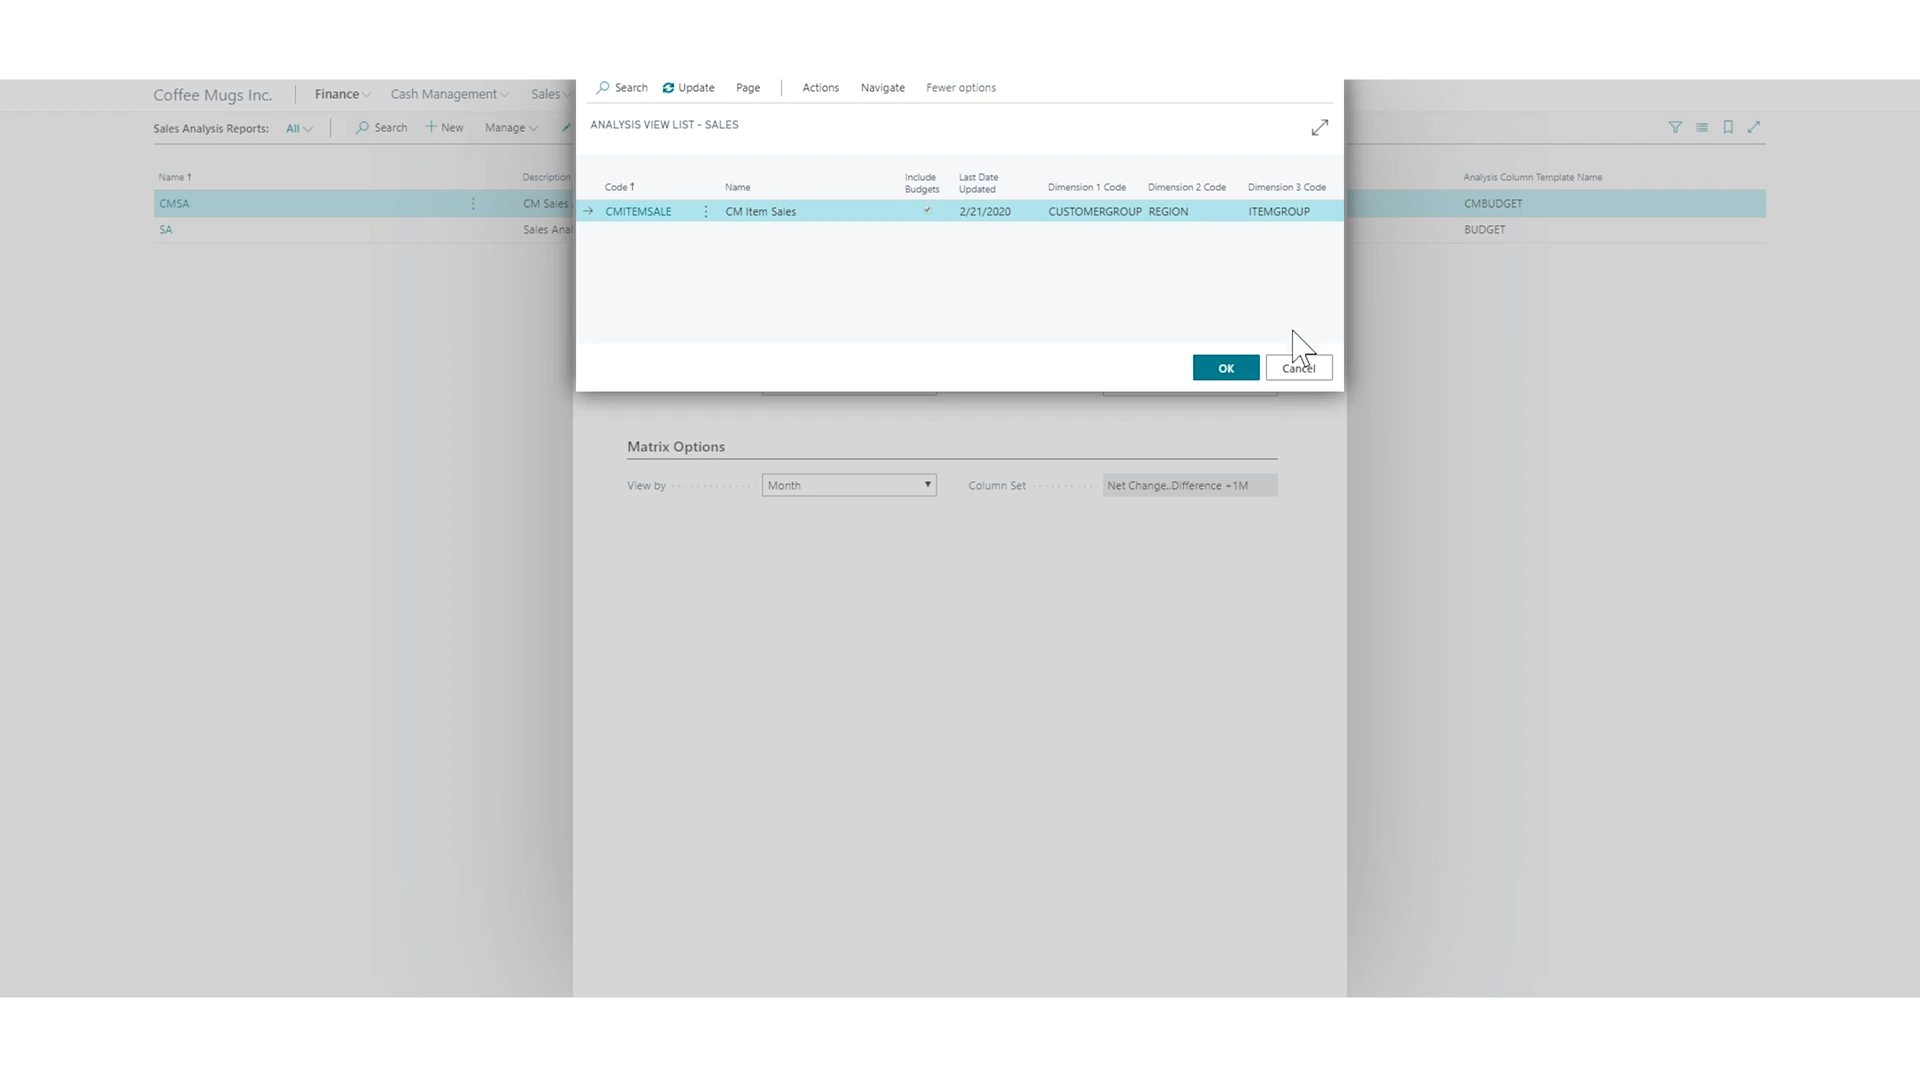 Coffee Mugs Inc. Finance Cash Management Sales
Sales Analysis Reports: All Search New Manage
Name Description Analysis Column Template Name
CMSA CM Sales CMBUDGET
SA Sales Anal BUDGET
Search Update Page Actions Navigate Fewer options
ANALYSIS VIEW LIST - SALES
Code Name Include Budgets Last Date Updated Dimension 1 Code Dimension 2 Code Dimension 3 Code
CMITEMSALE CM Item Sales 2/21/2020 CUSTOMERGROUP REGION ITEMGROUP
OK Cancel
Matrix Options
View by Month Column Set Net Change..Difference +1M